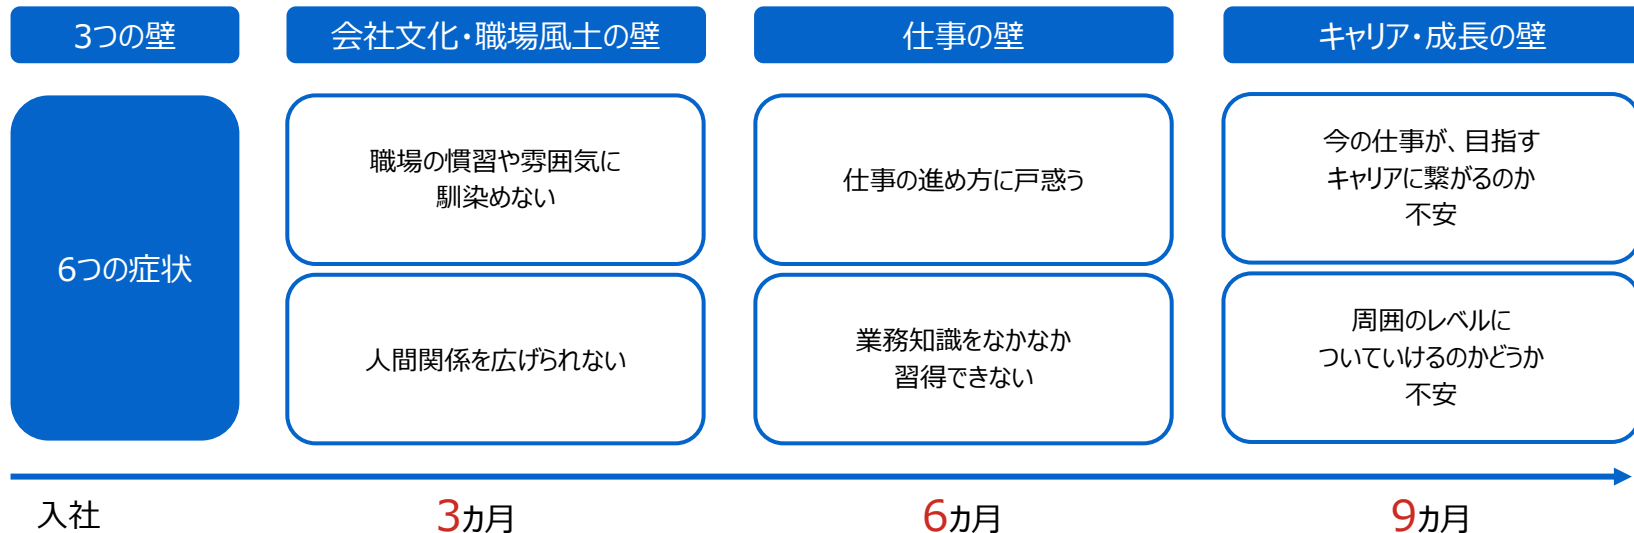 3つの壁
会社文化・職場風土の壁
仕事の壁
キャリア・成長の壁
6つの症状
職場の慣習や雰囲気に
馴染めない
仕事の進め方に戸惑う
今の仕事が、目指す
キャリアに繋がるのか
不安
人間関係を広げられない
業務知識をなかなか
習得できない
周囲のレベルに
ついていけるのかどうか
不安
入社
3カ月
6カ月
9カ月